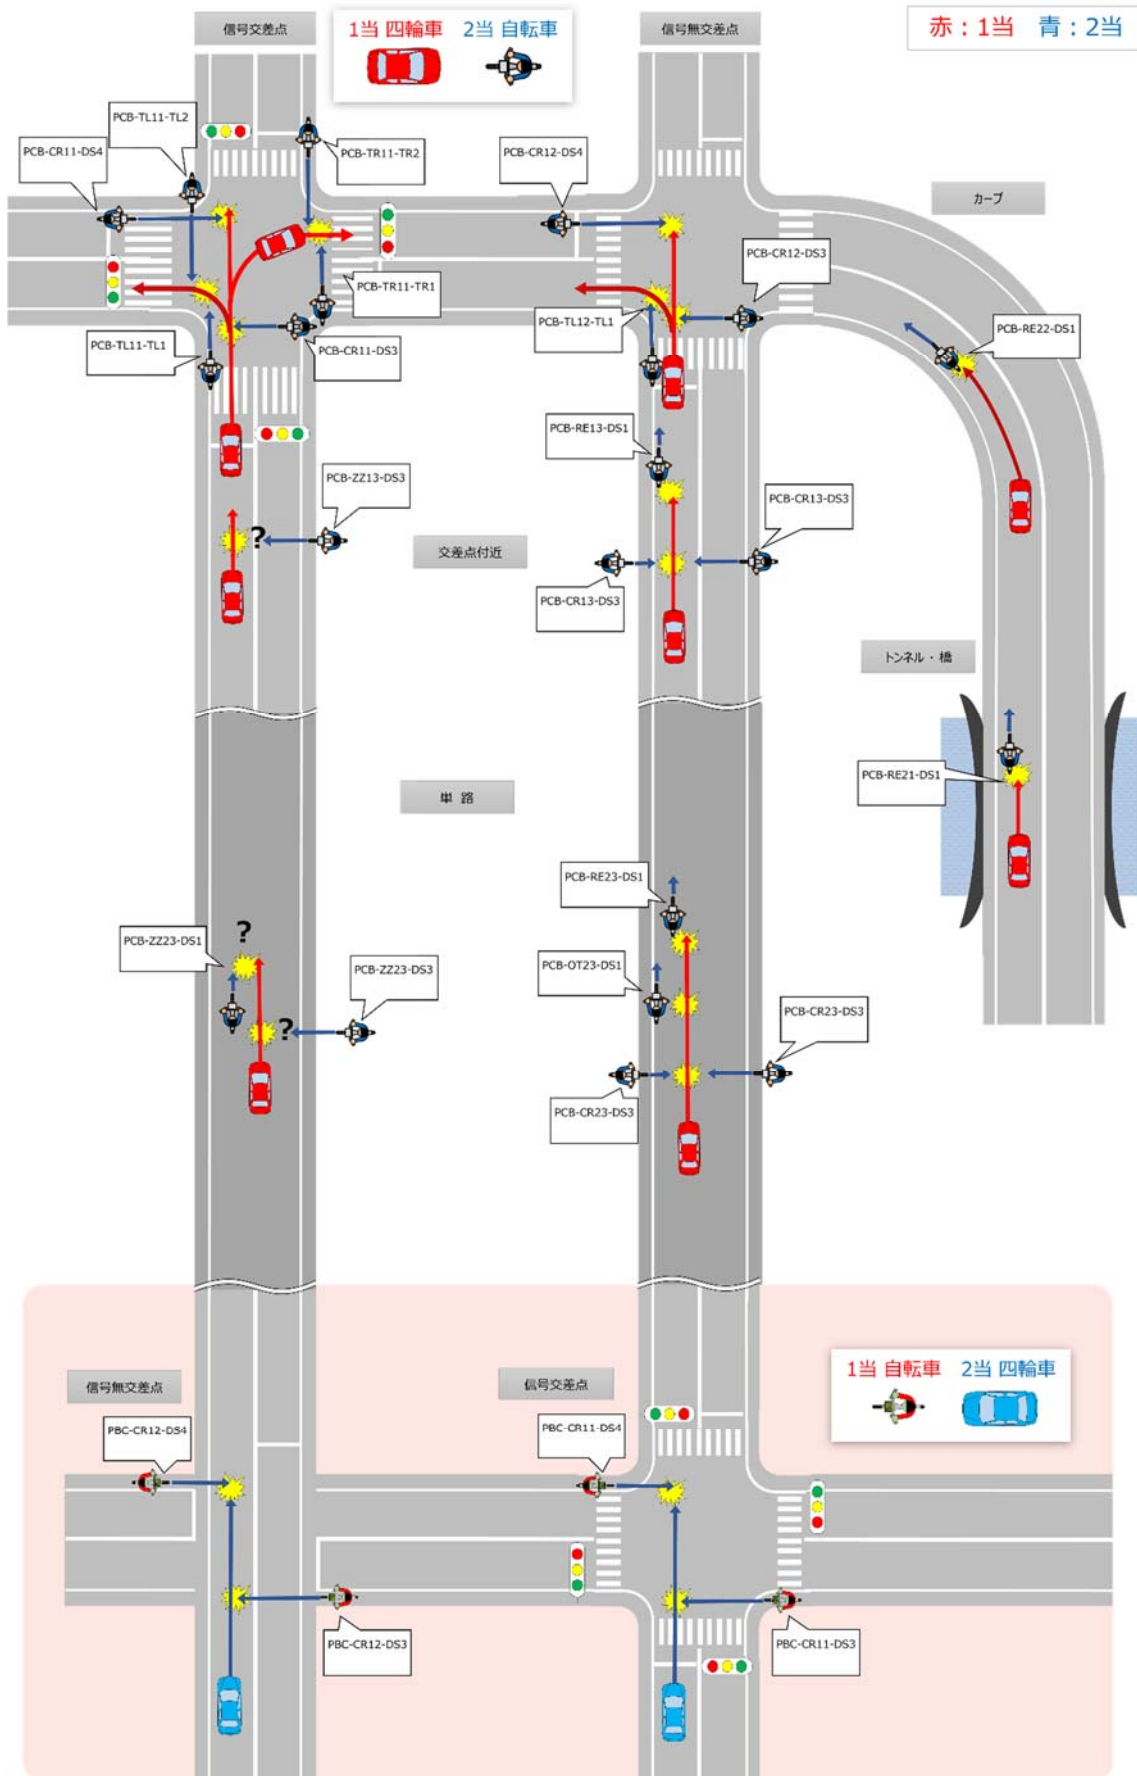 信号交差点
1当 四輪車 2当 自転車
信号無交差点
赤：1当 青：2当
PCB-TL11-TL2
PCB-CR11-DS4
PCB-TR11-TR2
PCB-CR12-DS4
カーブ
PCB-CR12-DS3
PCB-TR11-TR1
PCB-TL12-TL1
PCB-RE22-DS1
PCB-TL11-TL1
PCB-CR11-DS3
PCB-RE13-DS1
PCB-ZZ13-DS3
?
PCB-CR13-DS3
交差点付近
PCB-CR13-DS3
トンネル・橋
PCB-RE21-DS1
単 路
PCB-RE23-DS1
?
PCB-ZZ23-DS1
PCB-ZZ23-DS3
PCB-OT23-DS1
?
PCB-CR23-DS3
PCB-CR23-DS3
信号無交差点
信号交差点
1当 自転車 2当 四輪車
PBC-CR12-DS4
PBC-CR11-DS4
PBC-CR12-DS3
PBC-CR11-DS3